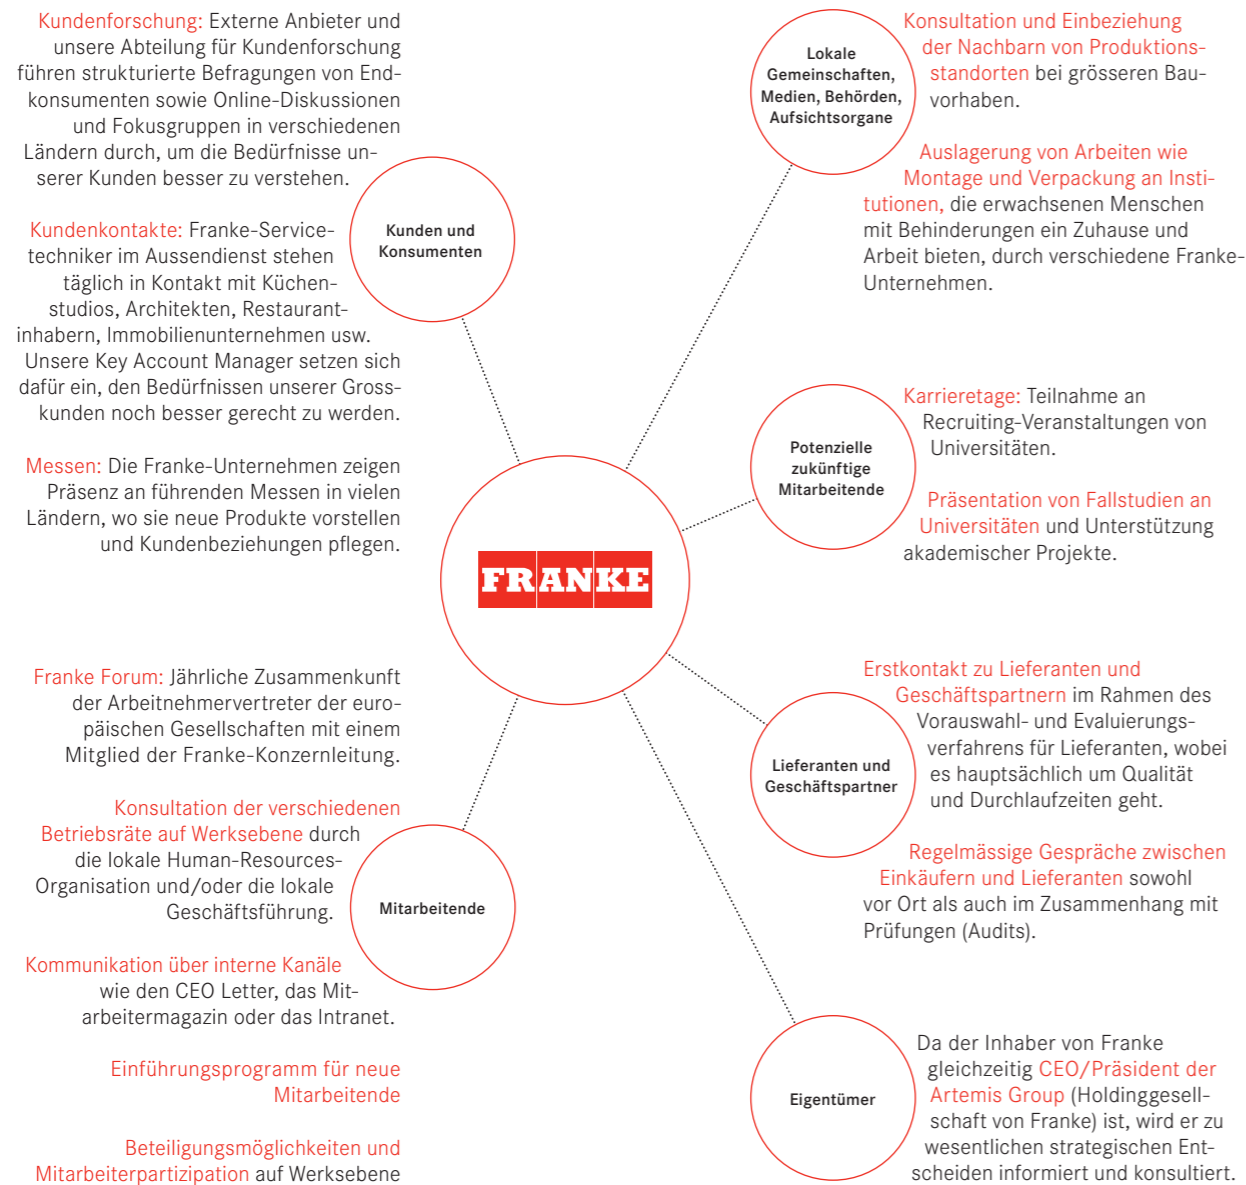 Kundenforschung: Externe Anbieter und
unsere Abteilung für Kundenforschung
führen strukturierte Befragungen von End-
konsumenten sowie Online-Diskussionen
und Fokusgruppen in verschiedenen
Ländern durch, um die Bedürfnisse un-
serer Kunden besser zu verstehen.
Kundenkontakte: Franke-Service-
techniker im Aussendienst stehen
täglich in Kontakt mit Küchen-
studios, Architekten, Restaurant-
inhabern, Immobilienunternehmen usw.
Unsere Key Account Manager setzen sich
dafür ein, den Bedürfnissen unserer Gross-
kunden noch besser gerecht zu werden.
Messen: Die Franke-Unternehmen zeigen
Präsenz an führenden Messen in vielen
Ländern, wo sie neue Produkte vorstellen
und Kundenbeziehungen pflegen.
Kunden und
Konsumenten
Lokale
Gemeinschaften,
Medien, Behörden,
Aufsichtsorgane
Konsultation und Einbeziehung
der Nachbarn von Produktions-
standorten bei grösseren Bau-
vorhaben.
Auslagerung von Arbeiten wie
Montage und Verpackung an Insti-
tutionen, die erwachsenen Menschen
mit Behinderungen ein Zuhause und
Arbeit bieten, durch verschiedene Franke-
Unternehmen.
Potenzielle
zukünftige
Mitarbeitende
Karrieretage: Teilnahme an
Recruiting-Veranstaltungen von
Universitäten.
Präsentation von Fallstudien an
Universitäten und Unterstützung
akademischer Projekte.
FRANKE
Franke Forum: Jährliche Zusammenkunft
der Arbeitnehmervertreter der euro-
päischen Gesellschaften mit einem
Mitglied der Franke-Konzernleitung.
Konsultation der verschiedenen
Betriebsräte auf Werksebene durch
die lokale Human-Resources-
Organisation und/oder die lokale
Geschäftsführung.
Kommunikation über interne Kanäle
wie den CEO Letter, das Mit-
arbeitermagazin oder das Intranet.
Einführungsprogramm für neue
Mitarbeitende
Beteiligungsmöglichkeiten und
Mitarbeiterpartizipation auf Werksebene
Mitarbeitende
Lieferanten und
Geschäftspartner
Erstkontakt zu Lieferanten und
Geschäftspartnern im Rahmen des
Vorauswahl- und Evaluierungs-
verfahrens für Lieferanten, wobei
es hauptsächlich um Qualität
und Durchlaufzeiten geht.
Regelmässige Gespräche zwischen
Einkäufern und Lieferanten sowohl
vor Ort als auch im Zusammenhang mit
Prüfungen (Audits).
Eigentümer
Da der Inhaber von Franke
gleichzeitig CEO/Präsident der
Artemis Group (Holdinggesell-
schaft von Franke) ist, wird er zu
wesentlichen strategischen Ent-
scheiden informiert und konsultiert.